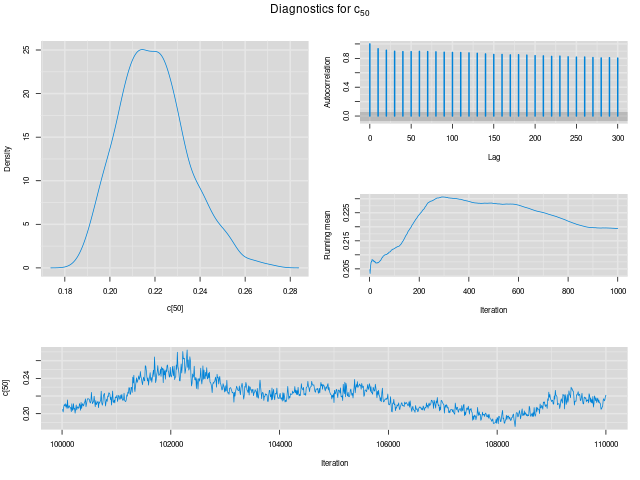 Diagnostics for c50
Density
0 5 10 15 20 25
0.18 0.20 0.22 0.24 0.26 0.28
c[50]
Autocorrelation
0.0 0.4 0.8
0 50 100 150 200 250 300
Lag
Running mean
0.205 0.215 0.225
0 200 400 600 800 1000
Iteration
c[50]
0.20 0.24
100000 102000 104000 106000 108000 110000
Iteration